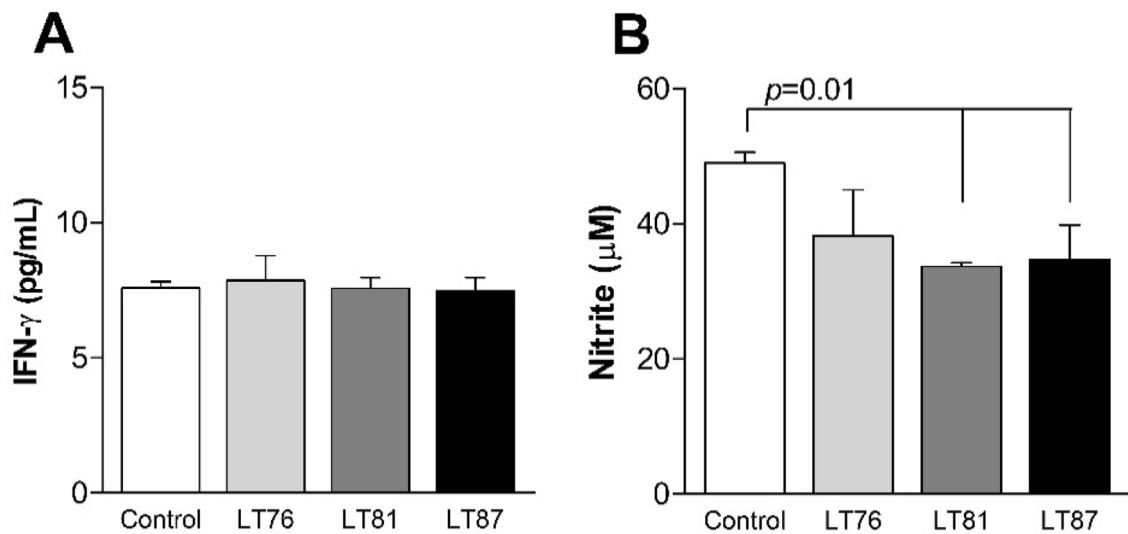 A
IFN-γ (pg/mL)
15
10
5
0
Control LT76 LT81 LT87
B
Nitrite (μM)
60
40
20
0
p=0.01
Control LT76 LT81 LT87